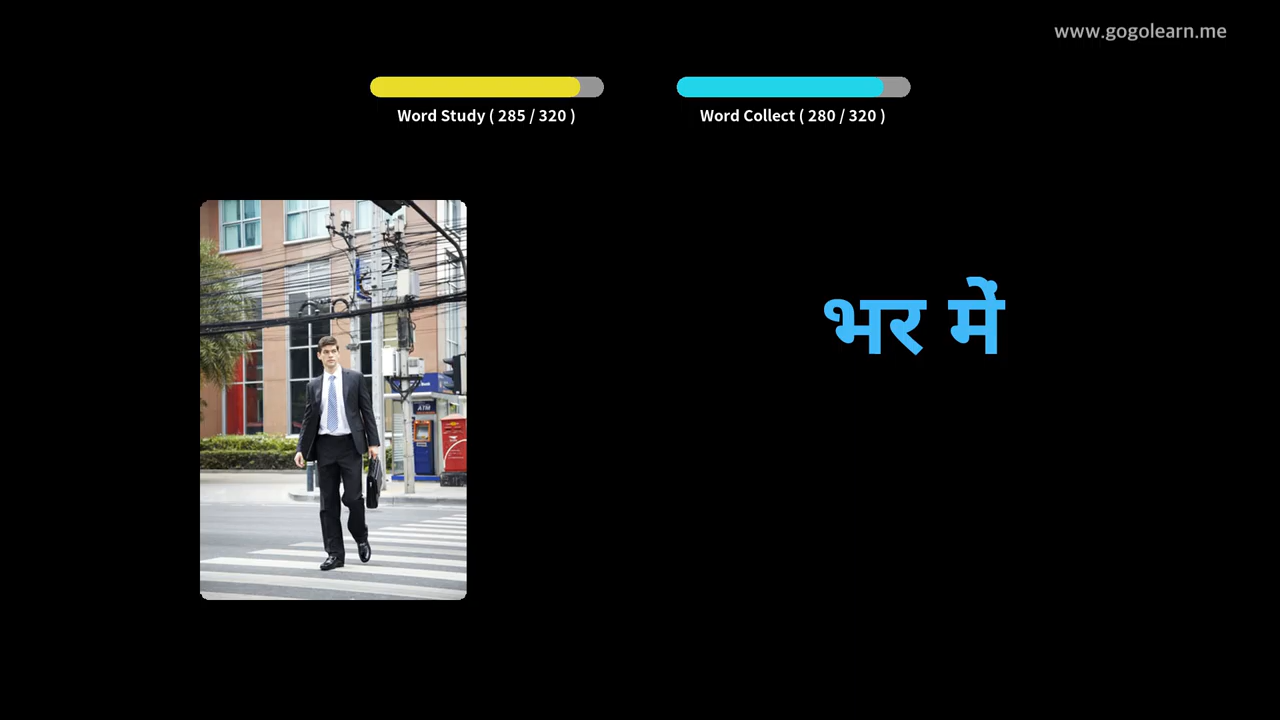 www.gogolearn.me
Word Study ( 285 / 320 )
Word Collect ( 280 / 320 )
भर में
ATM